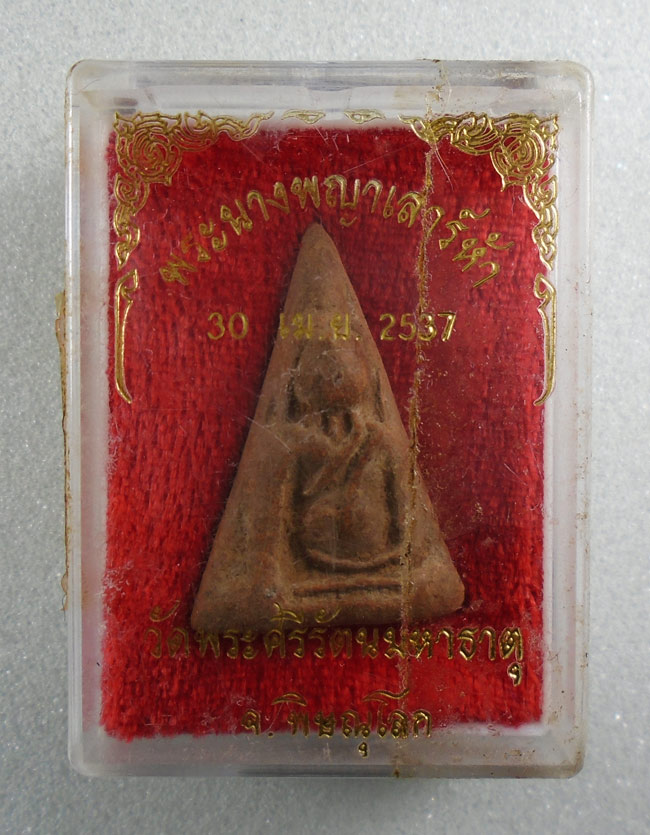 พระนางพญาเสาร์ห้า
30 เม.ย. 2537
วัดพระศรีรัตนมหาธาตุ
จ.พิษณุโลก